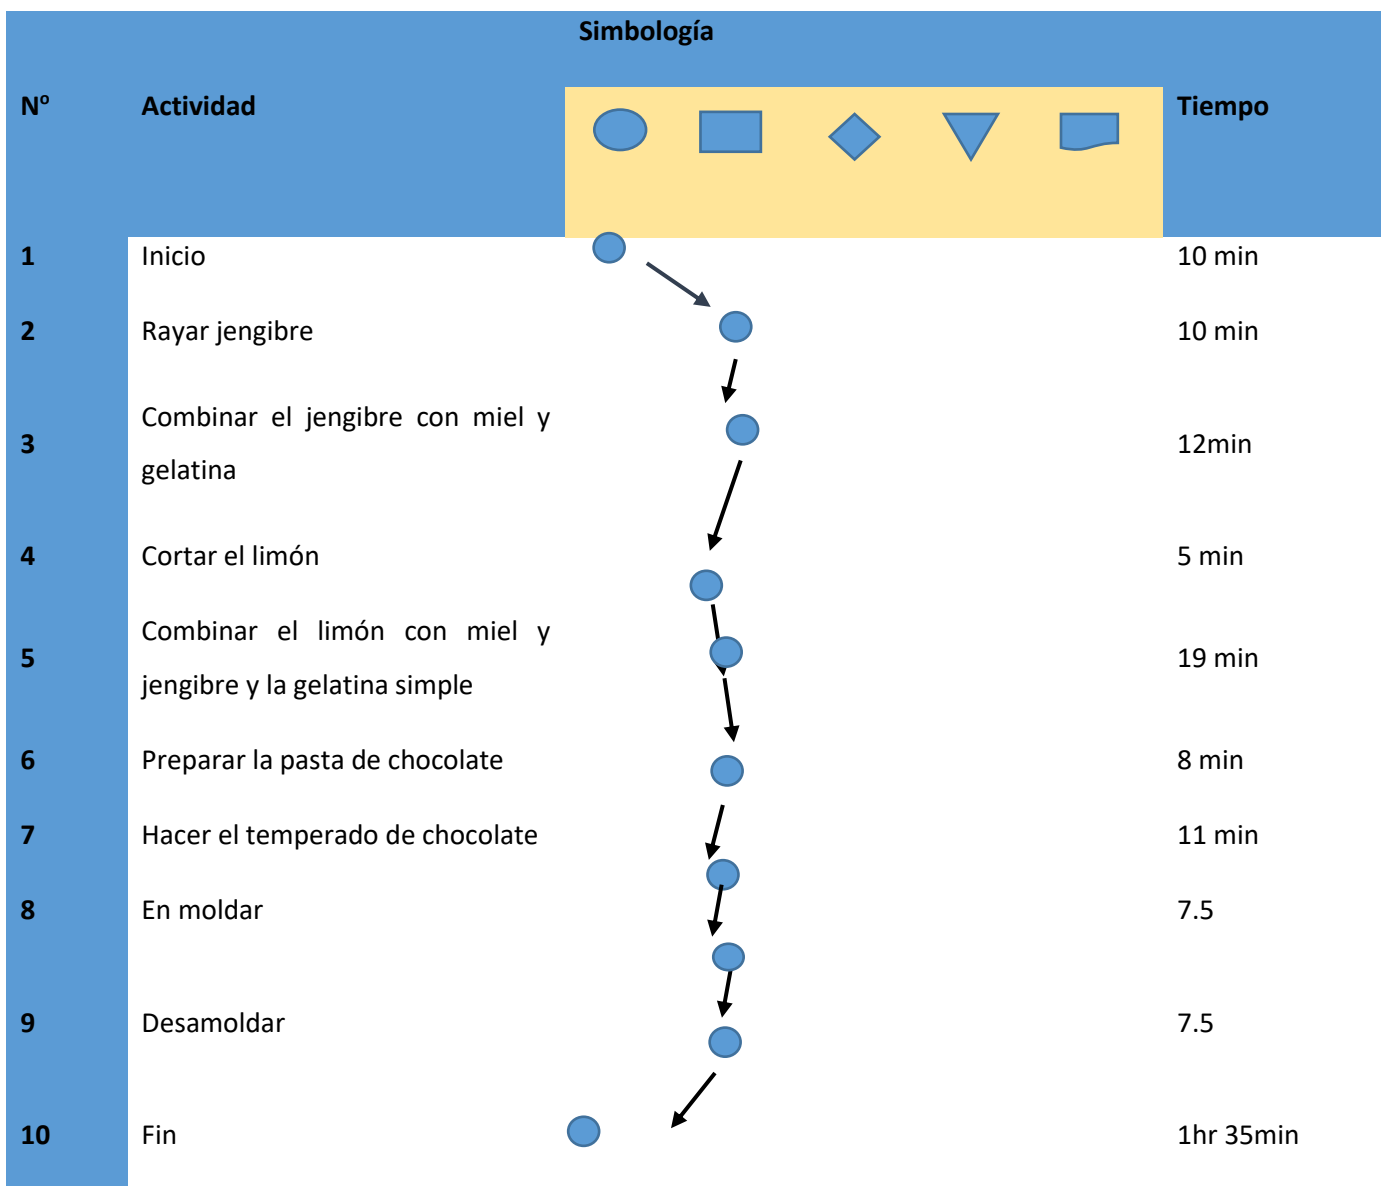 Simbología
Nº Actividad Tiempo
1 Inicio 10 min
2 Rayar jengibre 10 min
Combinar el jengibre con miel y
3 12min
gelatina
4 Cortar el limón 5 min
Combinar el limón con miel y
5 19 min
jengibre y la gelatina simple
6 Preparar la pasta de chocolate 8 min
7 Hacer el temperado de chocolate 11 min
8 En moldar 7.5
9 Desamoldar 7.5
10 Fin 1hr 35min